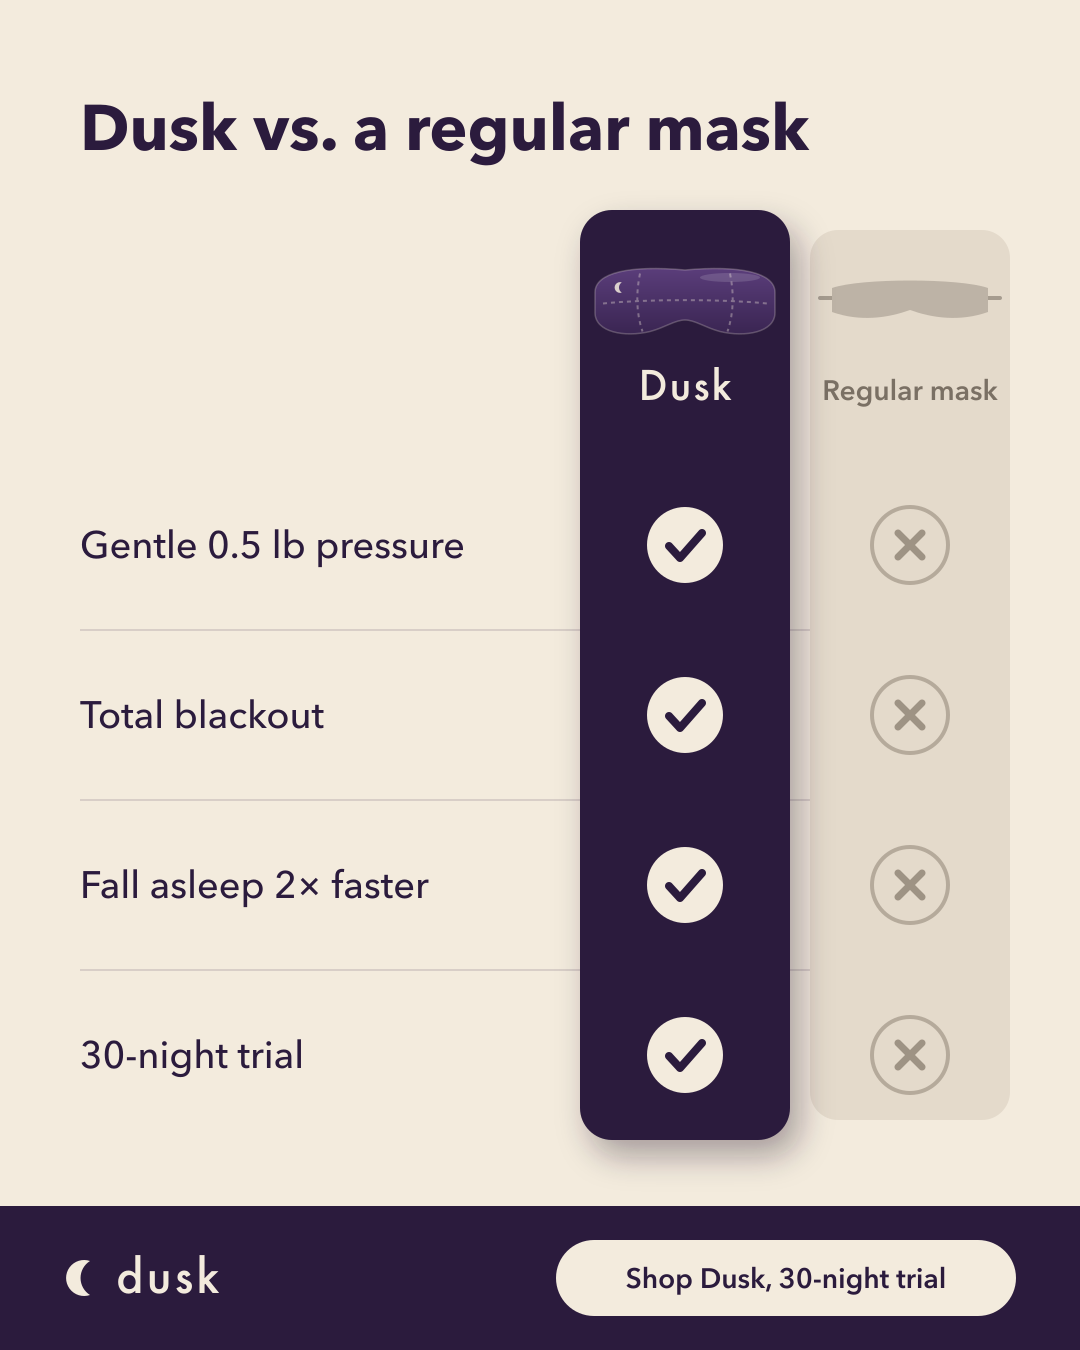 Dusk vs. a regular mask
Dusk
Regular mask
Gentle 0.5 lb pressure
Total blackout
Fall asleep 2× faster
30-night trial
dusk
Shop Dusk, 30-night trial